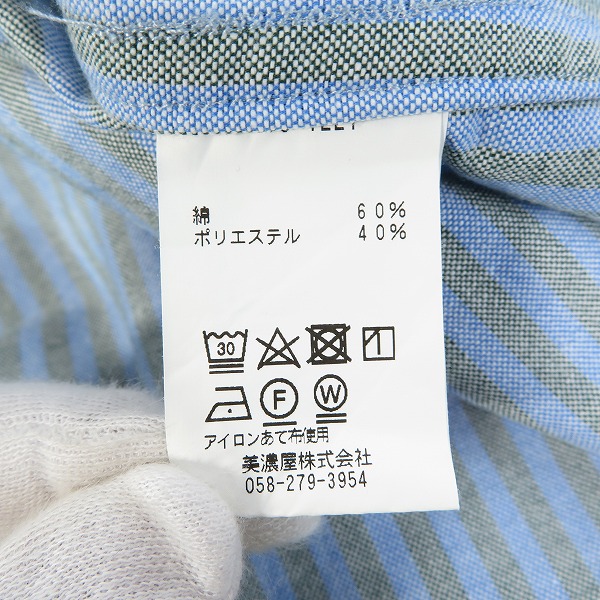 綿 60%
ポリエステル 40%
30
F W
アイロンあて布使用
美濃屋株式会社
058-279-3954